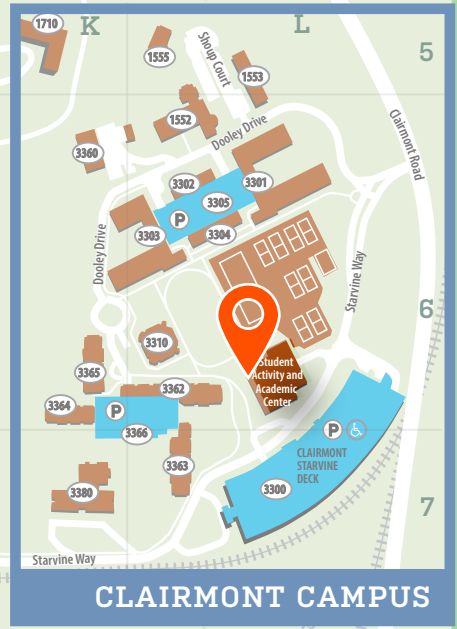 1710
K
L
1555
Shoup Court
1553
5
1552
Dooley Drive
Clairmont Road
3360
3302
3301
3305
P
3303
3304
Dooley Drive
Starvine Way
6
3310
3365
Student
Activity and
Academic
Center
3362
3364
P
3366
P
CLAIRMONT
STARVINE
DECK
3363
3300
3380
7
Starvine Way
CLAIRMONT CAMPUS